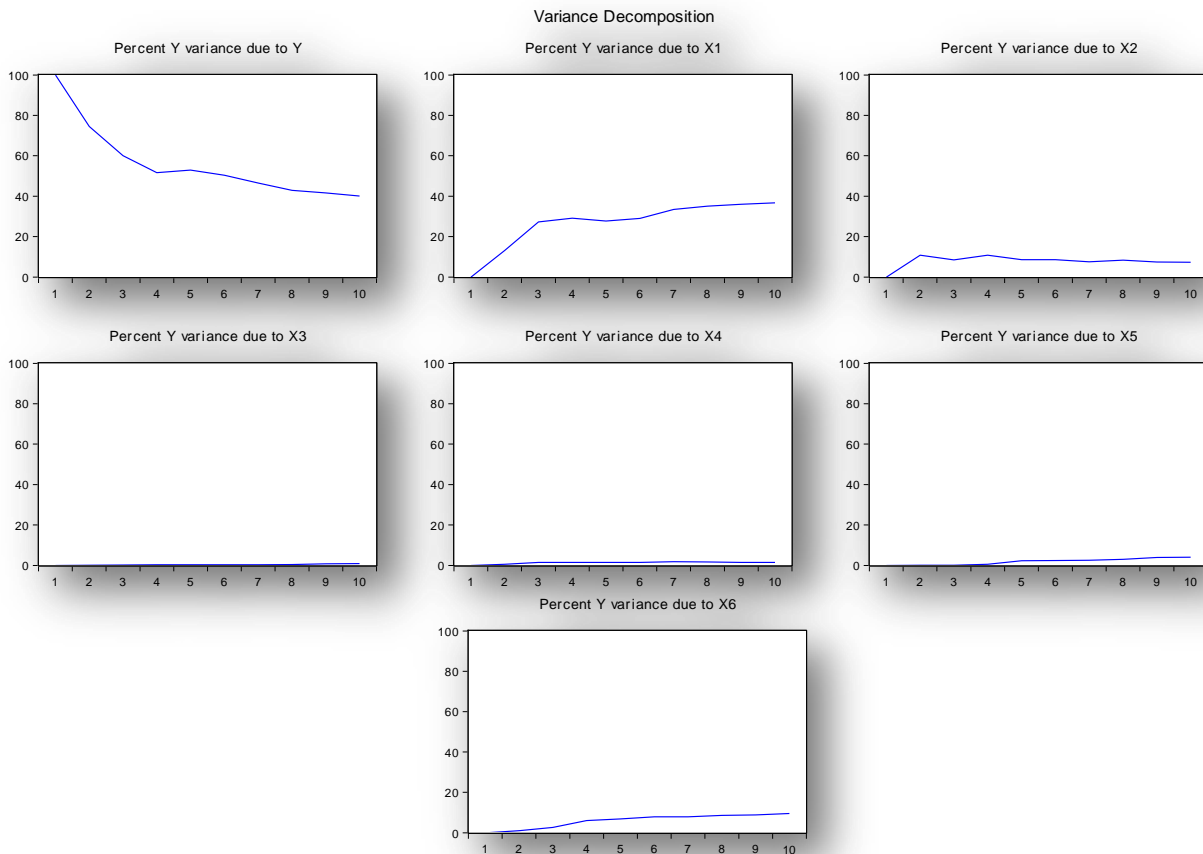 Variance Decomposition
Percent Y variance due to Y
100
80
60
40
20
0
1 2 3 4 5 6 7 8 9 10
Percent Y variance due to X1
100
80
60
40
20
0
1 2 3 4 5 6 7 8 9 10
Percent Y variance due to X2
100
80
60
40
20
0
1 2 3 4 5 6 7 8 9 10
Percent Y variance due to X3
100
80
60
40
20
0
1 2 3 4 5 6 7 8 9 10
Percent Y variance due to X4
100
80
60
40
20
0
1 2 3 4 5 6 7 8 9 10
Percent Y variance due to X5
100
80
60
40
20
0
1 2 3 4 5 6 7 8 9 10
Percent Y variance due to X6
100
80
60
40
20
0
1 2 3 4 5 6 7 8 9 10